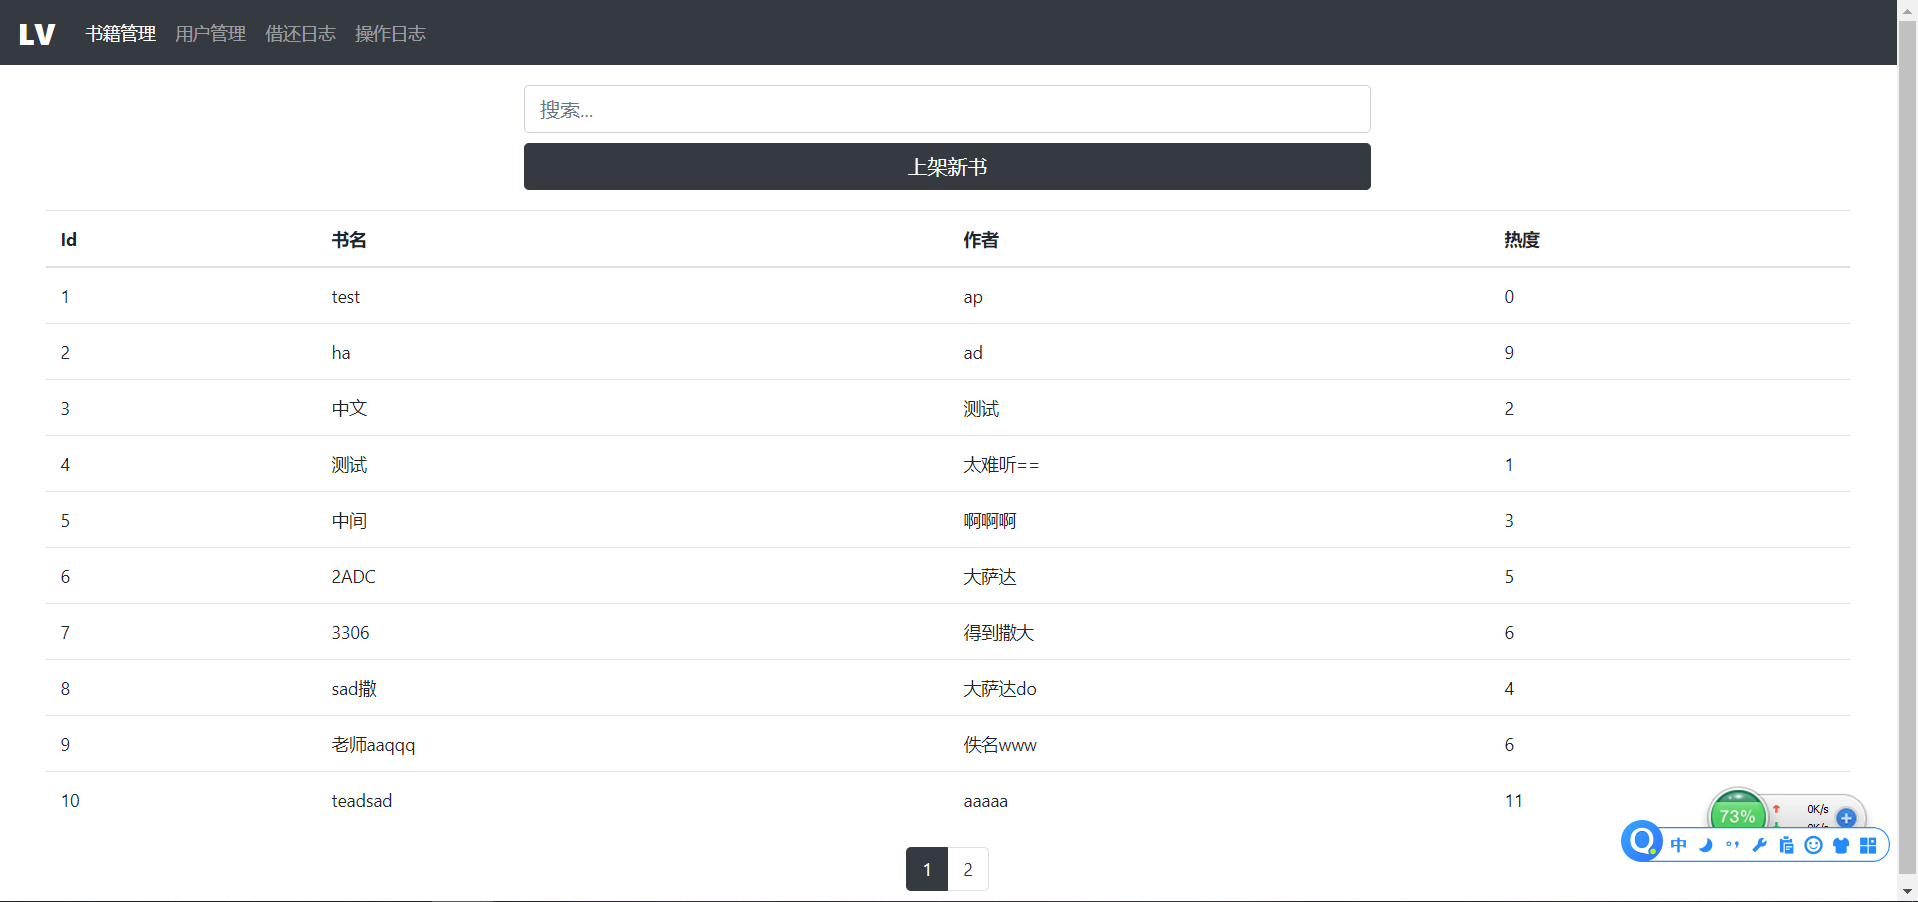 LV 书籍管理 用户管理 借还日志 操作日志
搜索...
上架新书
Id 书名 作者 热度
1 test ap 0
2 ha ad 9
3 中文 测试 2
4 测试 太难听== 1
5 中间 啊啊啊 3
6 2ADC 大萨达 5
7 3306 得到撒大 6
8 sad撒 大萨达do 4
9 老师aaqqq 佚名www 6
10 teadsad aaaaa 11
73% 0K/s
中
1 2